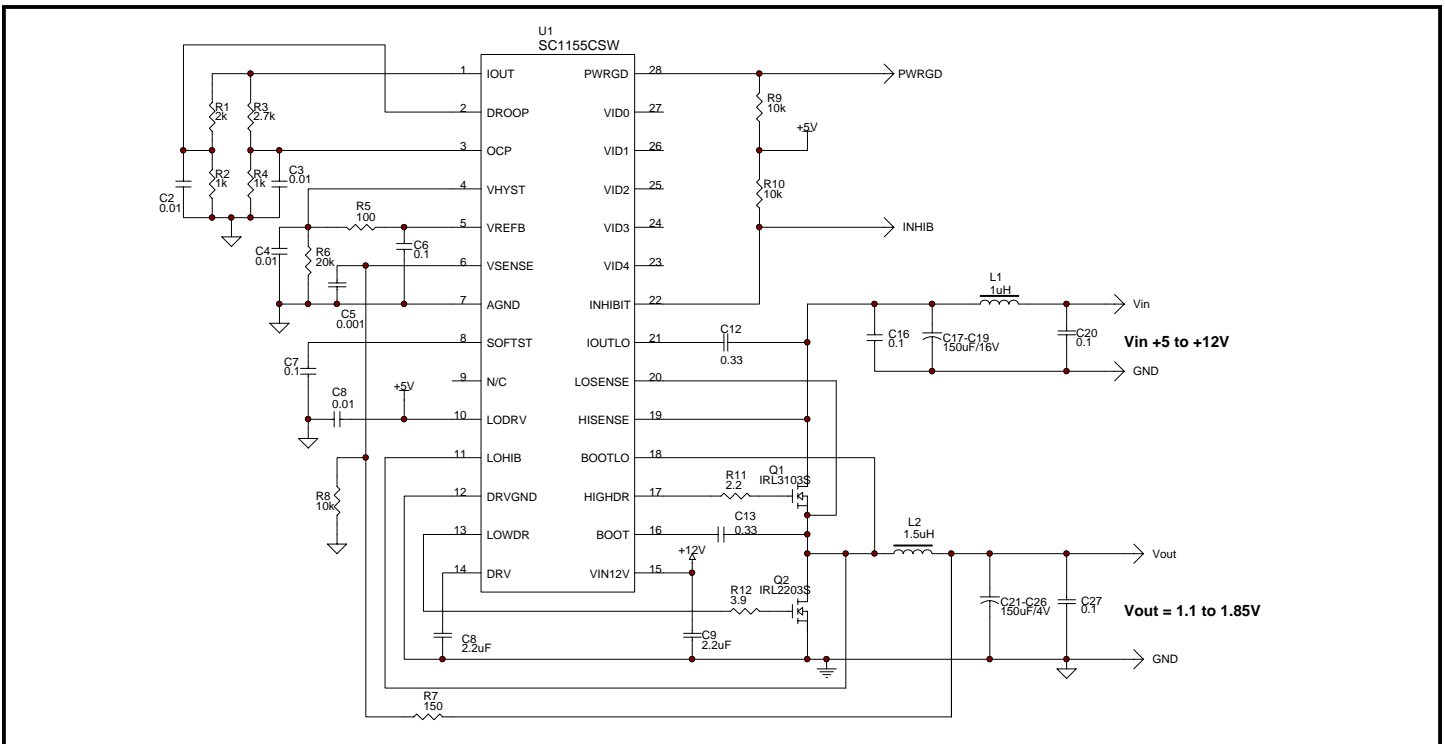 U1
SC1155CSW
1 IOUT PWRGD 28
2 DROOP VID0 27
3 OCP VID1 26
4 VHYST VID2 25
5 VREFB VID3 24
6 VSENSE VID4 23
7 AGND INHIBIT 22
8 SOFTST IOUTLO 21
9 N/C LOSENSE 20
10 LODRV HISENSE 19
11 LOHIB BOOTLO 18
12 DRVGND HIGHDR 17
13 LOWDR BOOT 16
14 DRV VIN12V 15
R1
2k
R3
2.7k
R2
1k
R4
1k
C3
0.01
C2
0.01
R5
100
C4
0.01
R6
20k
C6
0.1
C5
0.001
C7
0.1
C8
0.01
+5V
R8
10k
C8
2.2uF
R7
150
PWRGD
R9
10k
+5V
R10
10k
INHIB
C12
0.33
L1
1uH
Vin
C16
0.1
C17-C19
150uF/16V
C20
0.1
Vin +5 to +12V
GND
Q1
IRL3103S
R11
2.2
C13
0.33
L2
1.5uH
+12V
Vout
Q2
IRL2203S
R12
3.9
C9
2.2uF
C21-C26
150uF/4V
C27
0.1
Vout = 1.1 to 1.85V
GND